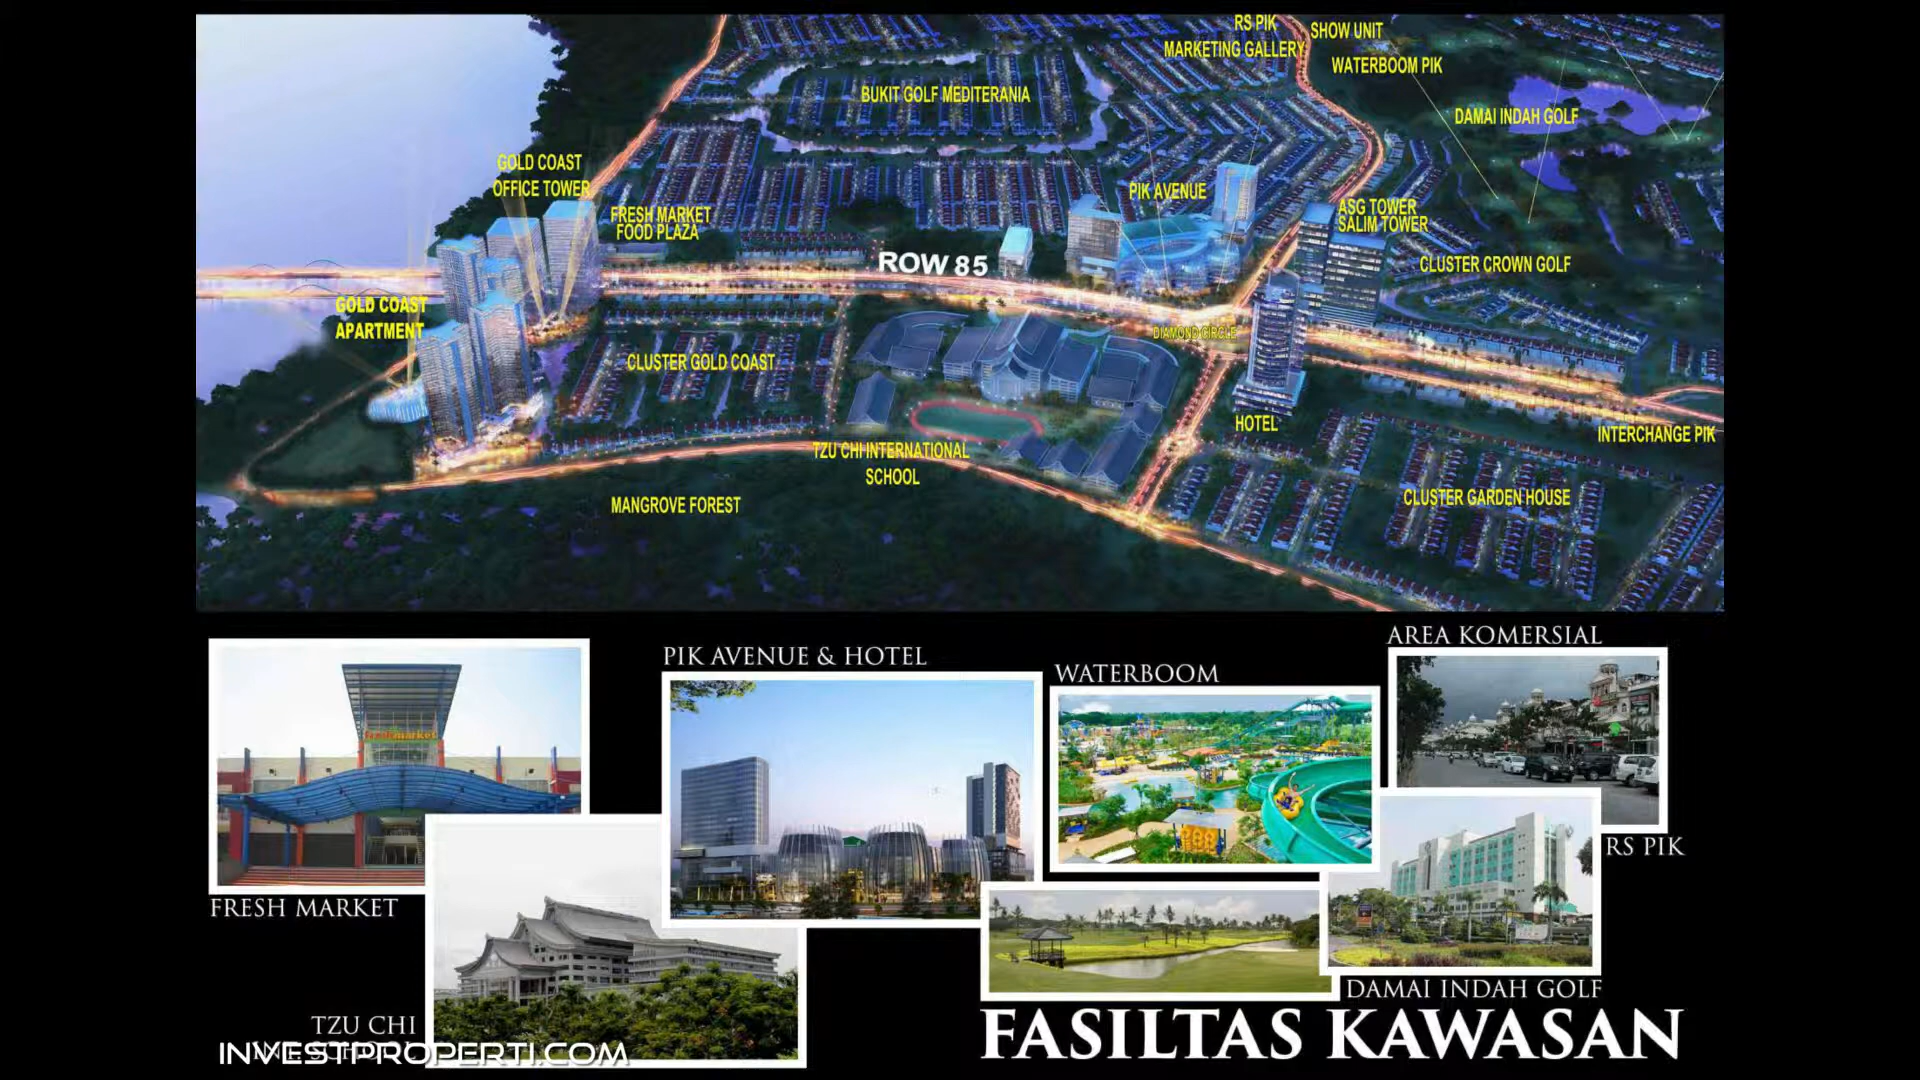 RS PIK
MARKETING GALLERY
SHOW UNIT
WATERBOOM PIK
BUKIT GOLF MEDITERANIA
DAMAI INDAH GOLF
GOLD COAST
OFFICE TOWER
FRESH MARKET
FOOD PLAZA
PIK AVENUE
ASG TOWER
SALIM TOWER
ROW 85
CLUSTER CROWN GOLF
GOLD COAST
APARTMENT
DIAMOND CIRCLE
CLUSTER GOLD COAST
HOTEL
INTERCHANGE PIK
TZU CHI INTERNATIONAL
SCHOOL
MANGROVE FOREST
CLUSTER GARDEN HOUSE
PIK AVENUE & HOTEL
WATERBOOM
AREA KOMERSIAL
freshmarket
RS PIK
FRESH MARKET
DAMAI INDAH GOLF
TZU CHI
INT. SCHOOL
INVESTPROPERTI.COM
FASILTAS KAWASAN